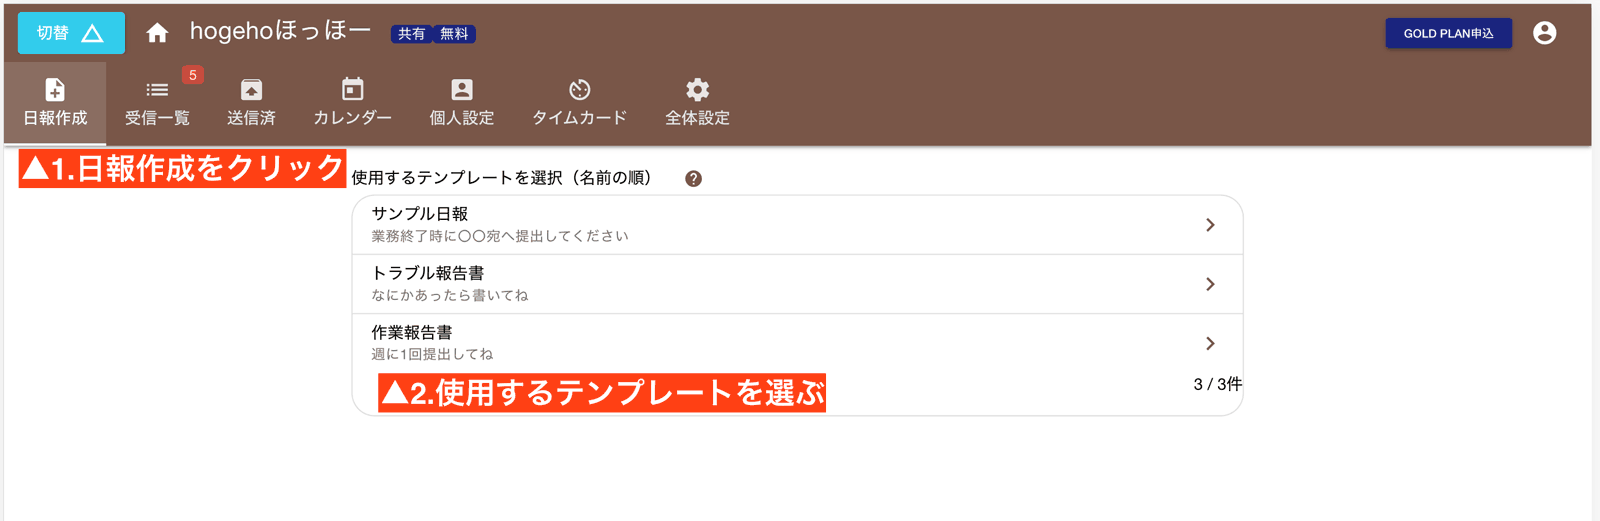 切替 △
hogehoほっほー
共有 無料
GOLD PLAN申込
日報作成
受信一覧
5
送信済
カレンダー
個人設定
タイムカード
全体設定
▲1.日報作成をクリック
使用するテンプレートを選択（名前の順）
?
サンプル日報
業務終了時に〇〇宛へ提出してください
トラブル報告書
なにかあったら書いてね
作業報告書
週に1回提出してね
▲2.使用するテンプレートを選ぶ
3 / 3件